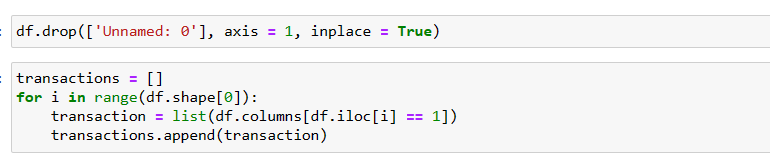 df.drop(['Unnamed: 0'], axis = 1, inplace = True)
transactions = []
for i in range(df.shape[0]):
    transaction = list(df.columns[df.iloc[i] == 1])
    transactions.append(transaction)